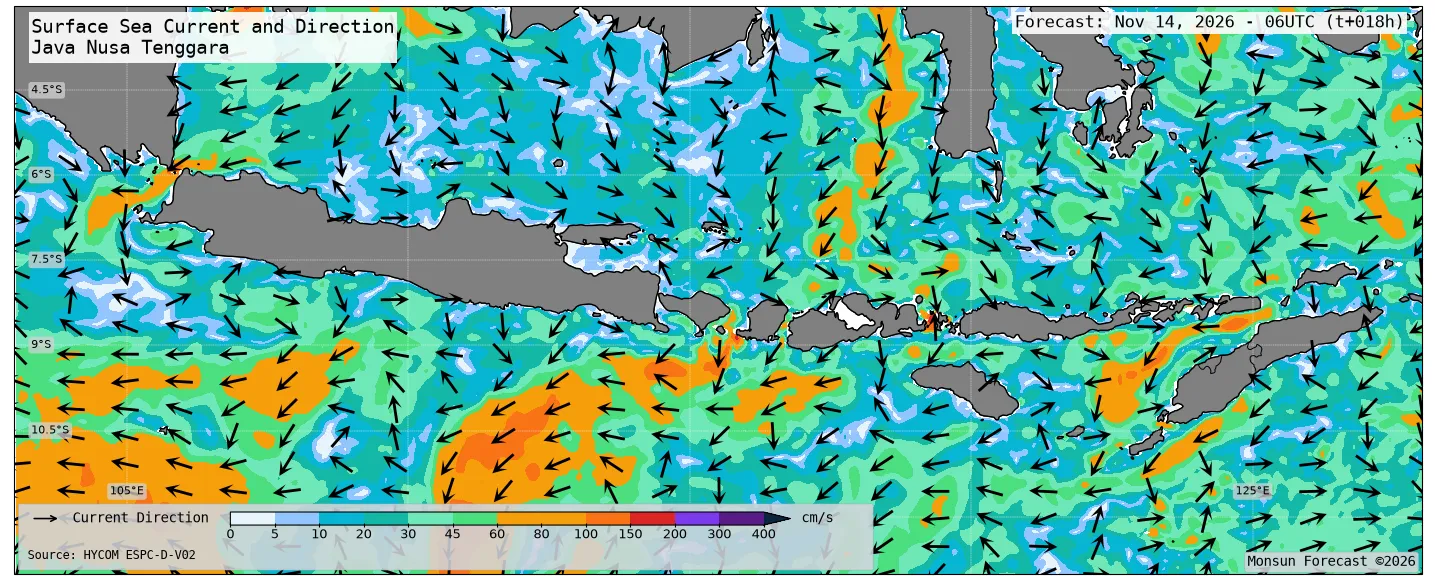 Surface Sea Current and Direction
Java Nusa Tenggara
Forecast: Nov 14, 2026 - 06UTC (t+018h)
4.5°S
6°S
7.5°S
9°S
10.5°S
105°E
125°E
Current Direction
0 5 10 20 30 45 60 80 100 150 200 300 400 cm/s
Source: HYCOM ESPC-D-V02
Monsun Forecast ©2026